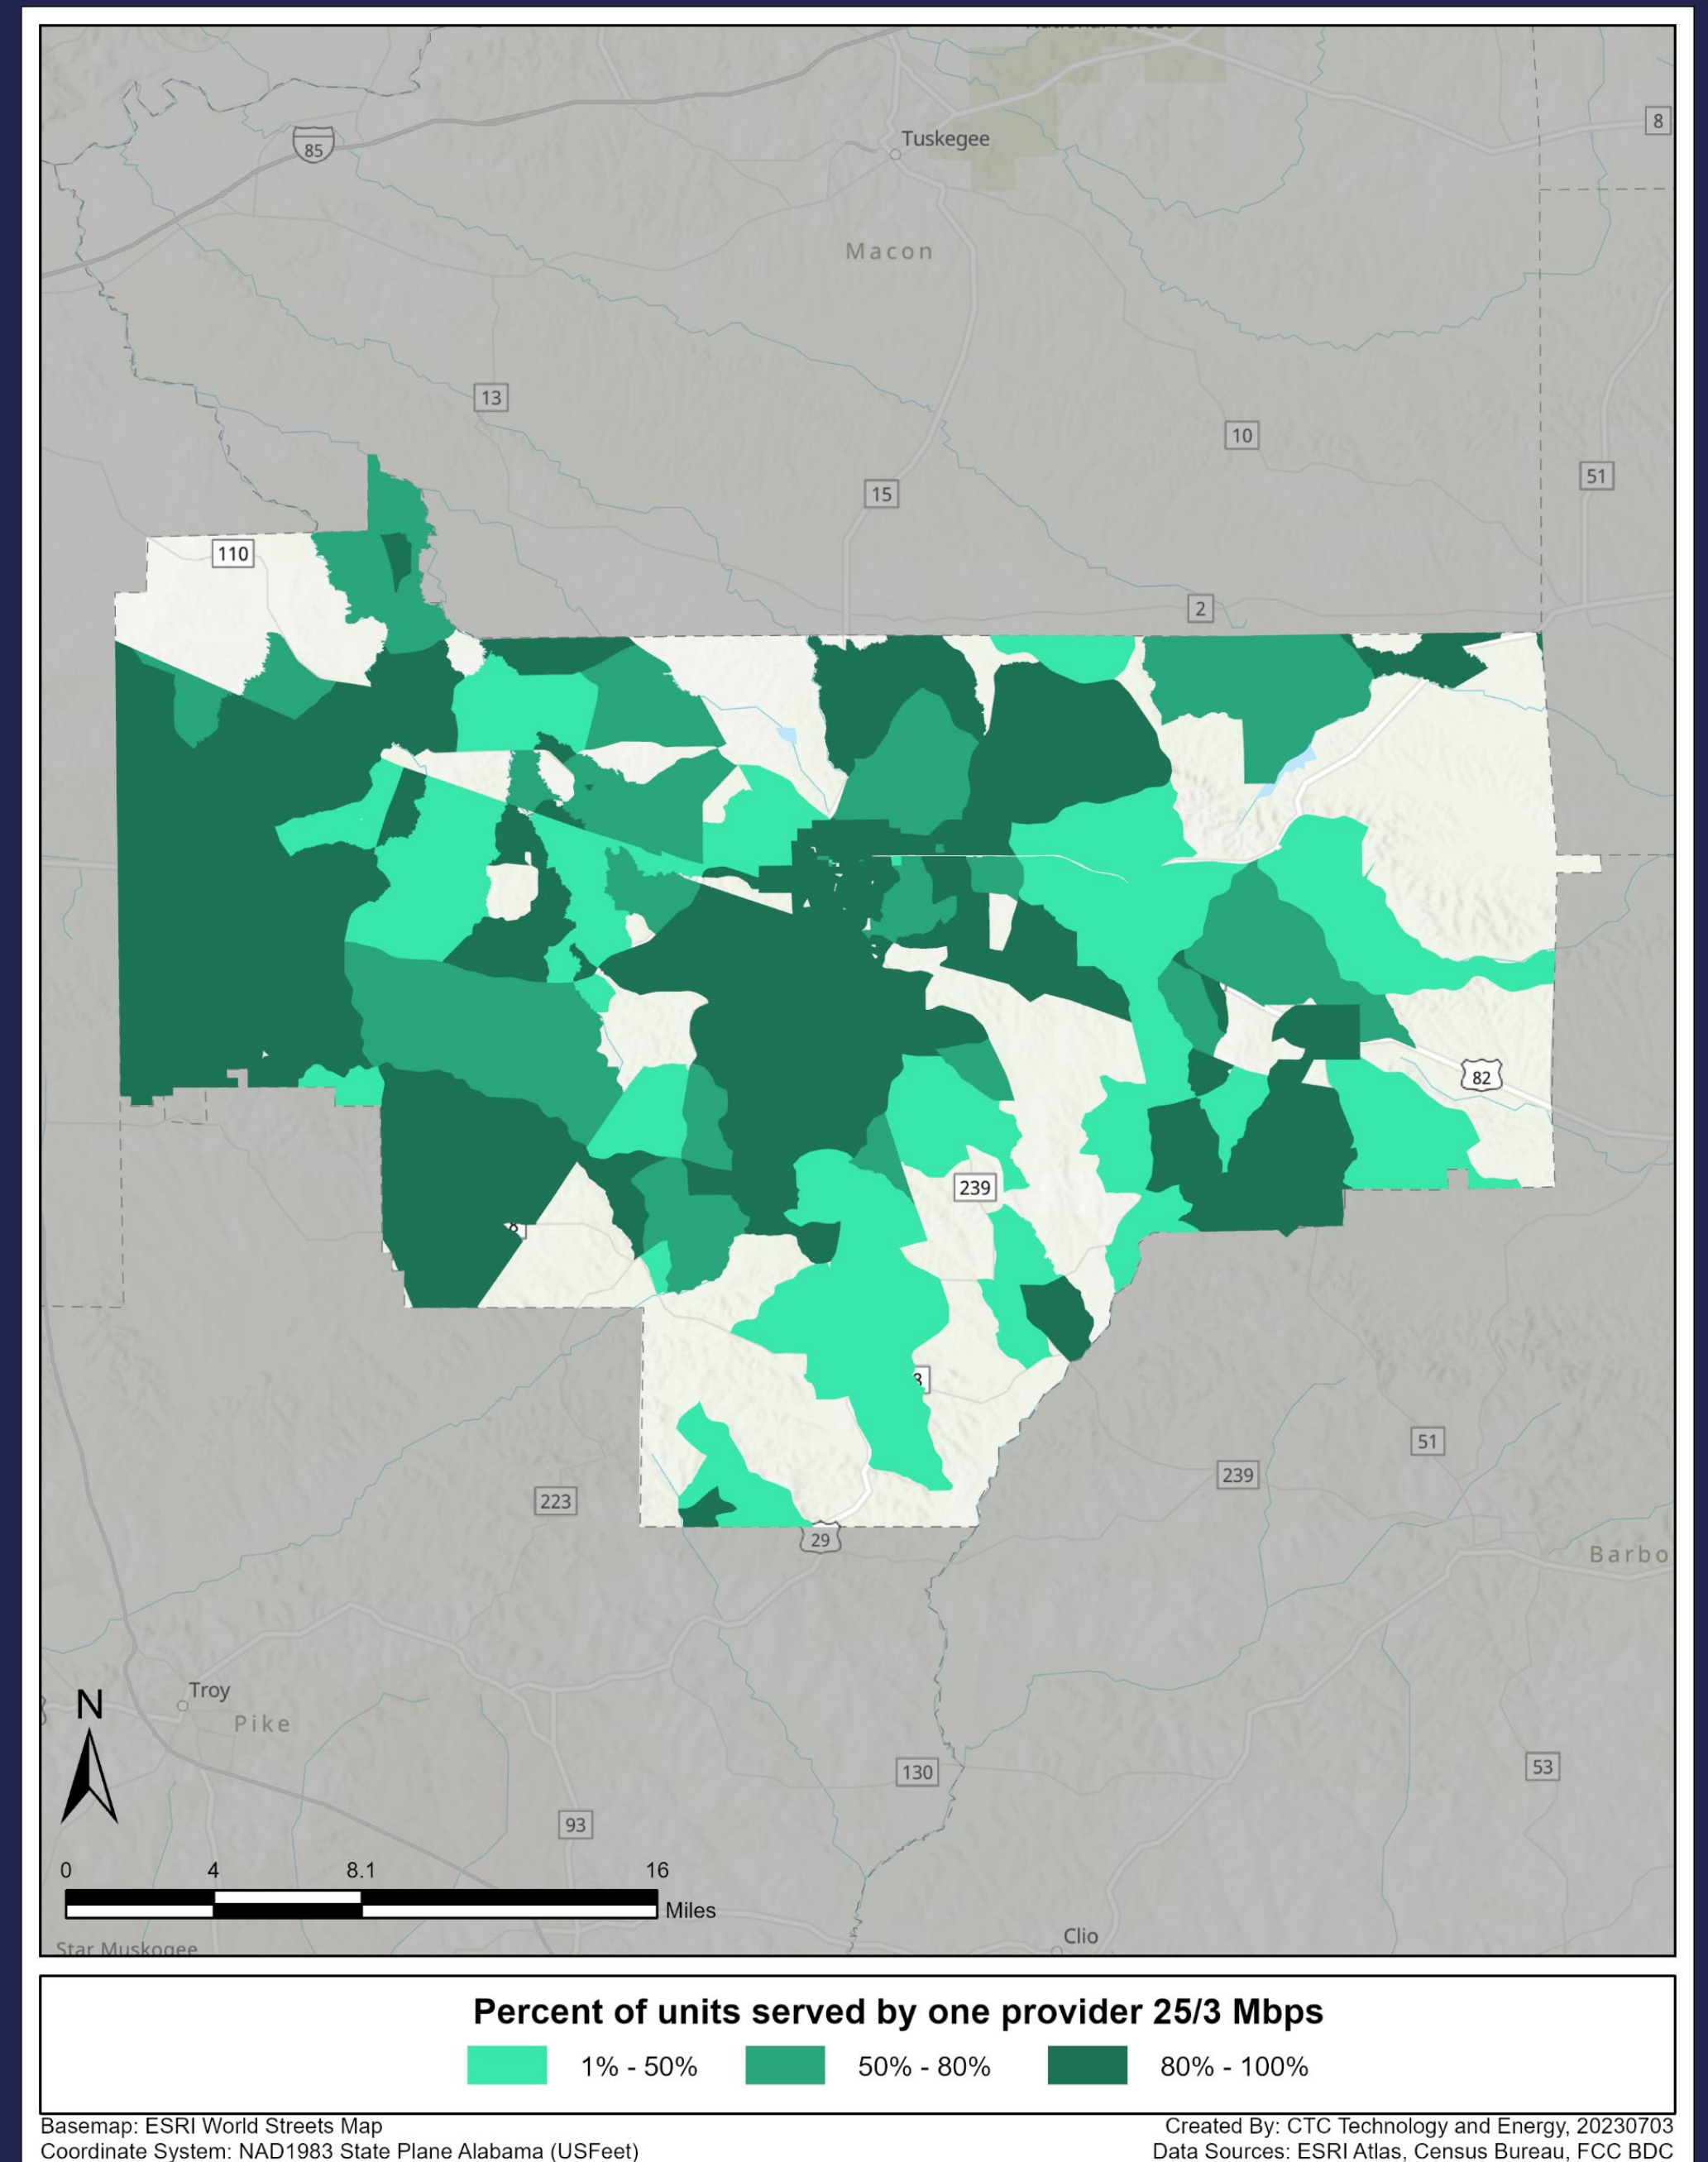 Tuskegee
85
8
Macon
13
10
51
15
110
2
82
239
8
3
51
239
223
29
Barbo
Troy
Pike
N
130
53
93
0 4 8.1 16
Miles
Clio
Star Muskogee
Percent of units served by one provider 25/3 Mbps
1% - 50% 50% - 80% 80% - 100%
Basemap: ESRI World Streets Map
Coordinate System: NAD1983 State Plane Alabama (USFeet)
Created By: CTC Technology and Energy, 20230703
Data Sources: ESRI Atlas, Census Bureau, FCC BDC